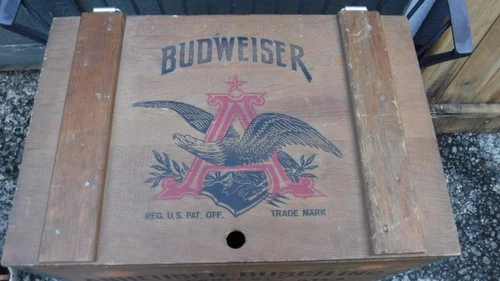 BUDWEISER
A
REG. U.S. PAT. OFF. TRADE MARK